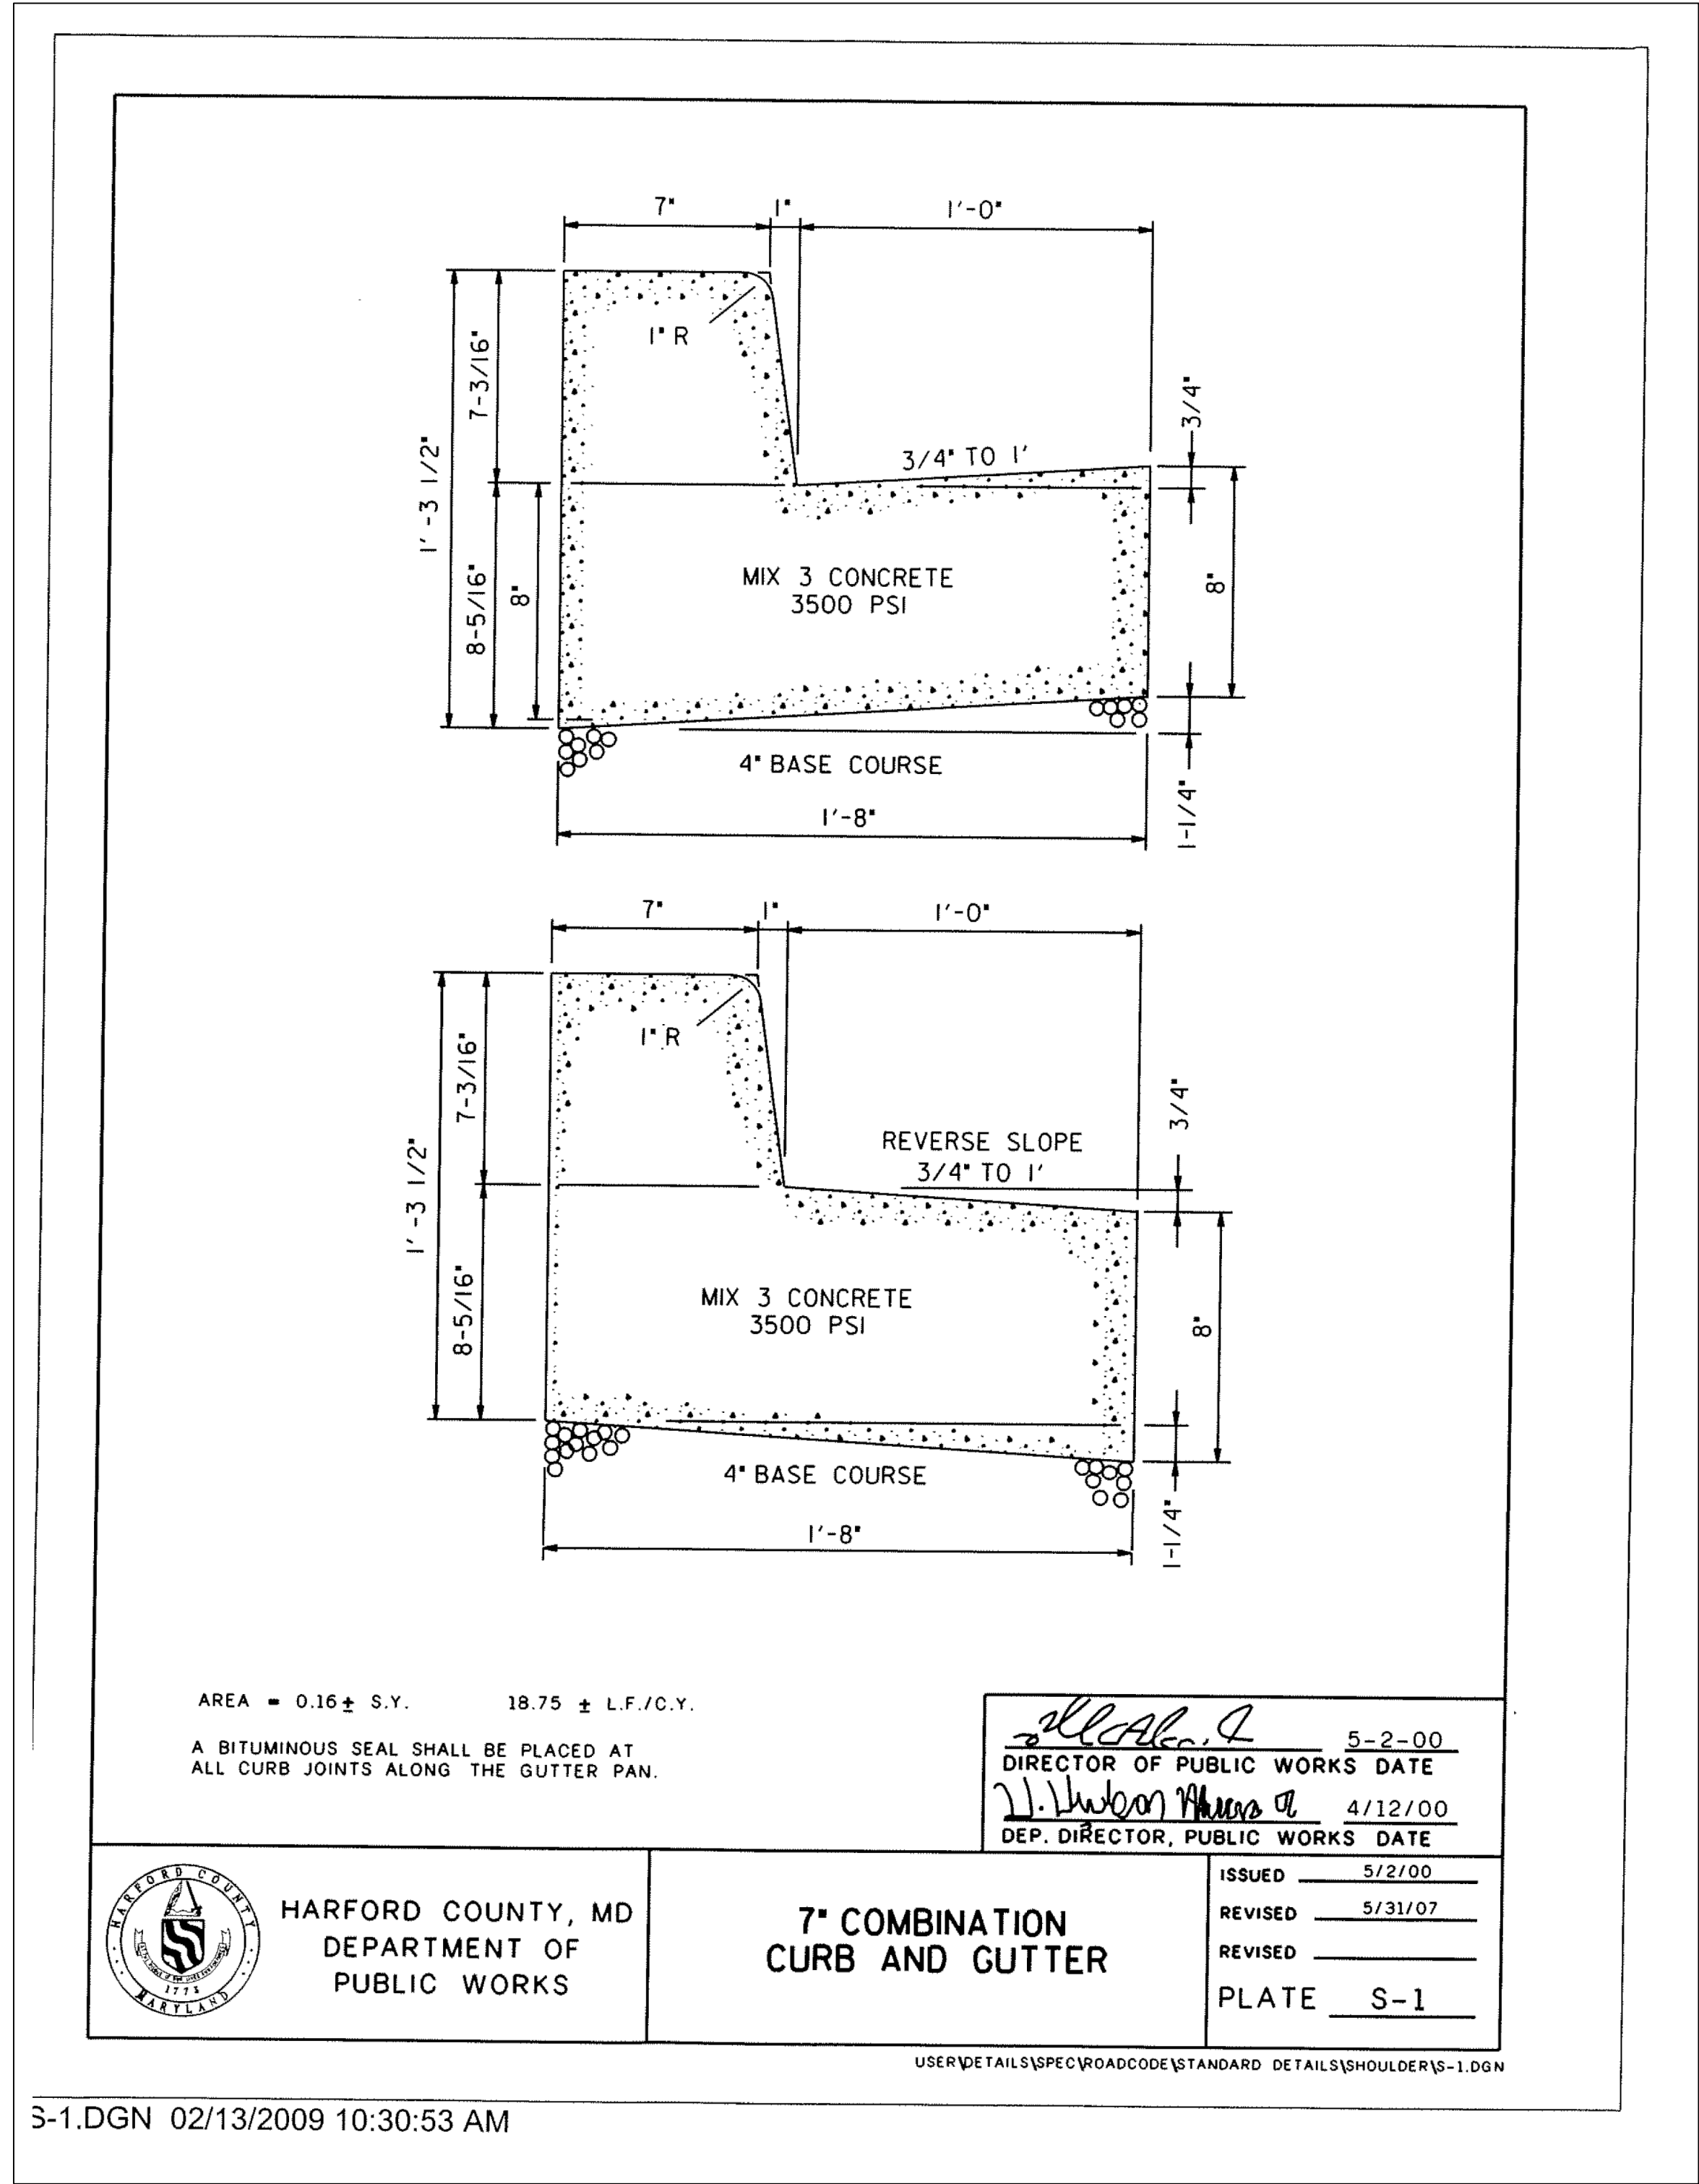 7" 1" 1'-0"
1" R
7-3/16"
1'-3 1/2"
8-5/16"
8"
3/4" TO 1'
3/4"
8"
MIX 3 CONCRETE
3500 PSI
4" BASE COURSE
1-1/4"
1'-8"
7" 1" 1'-0"
1" R
7-3/16"
1'-3 1/2"
8-5/16"
REVERSE SLOPE
3/4" TO 1'
3/4"
8"
MIX 3 CONCRETE
3500 PSI
4" BASE COURSE
1-1/4"
1'-8"
AREA = 0.16± S.Y. 18.75 ± L.F./C.Y.
A BITUMINOUS SEAL SHALL BE PLACED AT
ALL CURB JOINTS ALONG THE GUTTER PAN.
5-2-00
DIRECTOR OF PUBLIC WORKS DATE
4/12/00
DEP. DIRECTOR, PUBLIC WORKS DATE
HARFORD COUNTY
1773
MARYLAND
HARFORD COUNTY, MD
DEPARTMENT OF
PUBLIC WORKS
7" COMBINATION
CURB AND GUTTER
ISSUED 5/2/00
REVISED 5/31/07
REVISED
PLATE S-1
USER\DETAILS\SPEC\ROADCODE\STANDARD DETAILS\SHOULDER\S-1.DGN
S-1.DGN 02/13/2009 10:30:53 AM